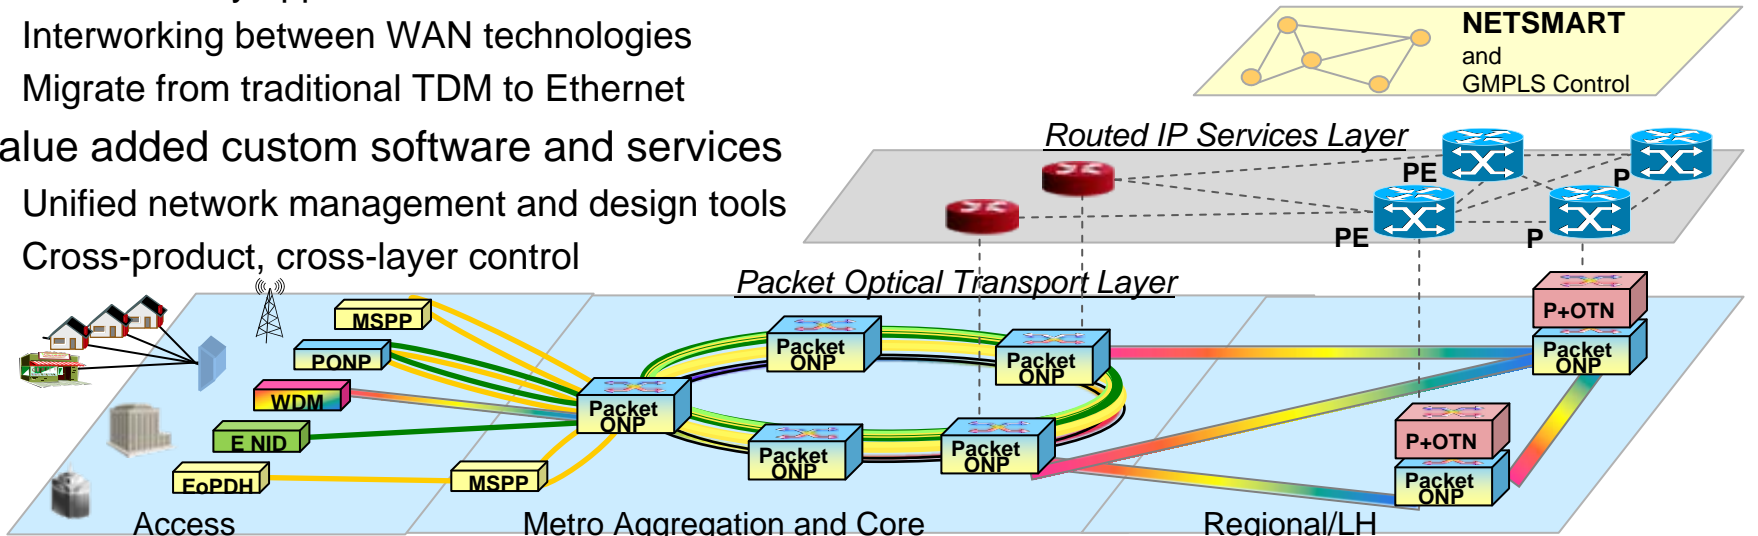 Interworking between WAN technologies
Migrate from traditional TDM to Ethernet
alue added custom software and services
Unified network management and design tools
Cross-product, cross-layer control
NETSMART
and
GMPLS Control
Routed IP Services Layer
PE
P
PE
P
Packet Optical Transport Layer
MSPP
PONP
WDM
E NID
EoPDH
MSPP
Packet
ONP
Packet
ONP
Packet
ONP
Packet
ONP
Packet
ONP
P+OTN
Packet
ONP
P+OTN
Packet
ONP
Access
Metro Aggregation and Core
Regional/LH